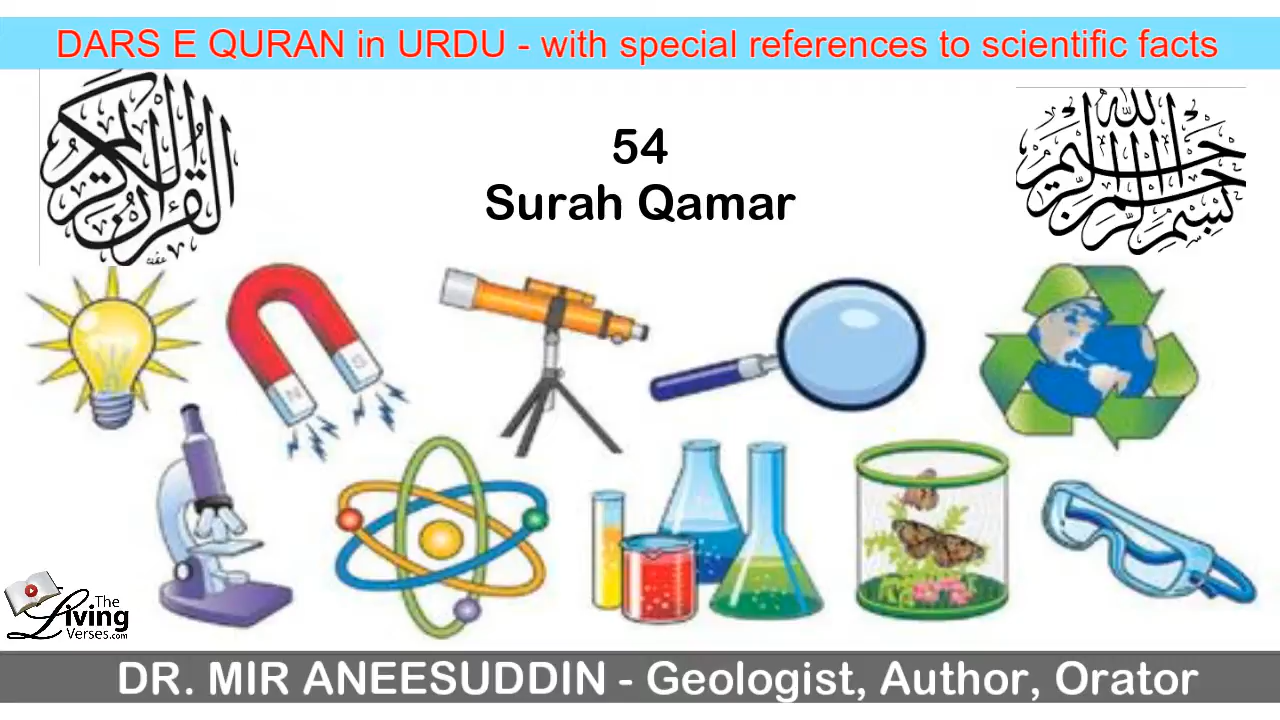 DARS E QURAN in URDU - with special references to scientific facts
القرآن الكريم
54
Surah Qamar
بسم الله الرحمن الرحيم
N
S
The
Living
Verses.com
DR. MIR ANEESUDDIN - Geologist, Author, Orator